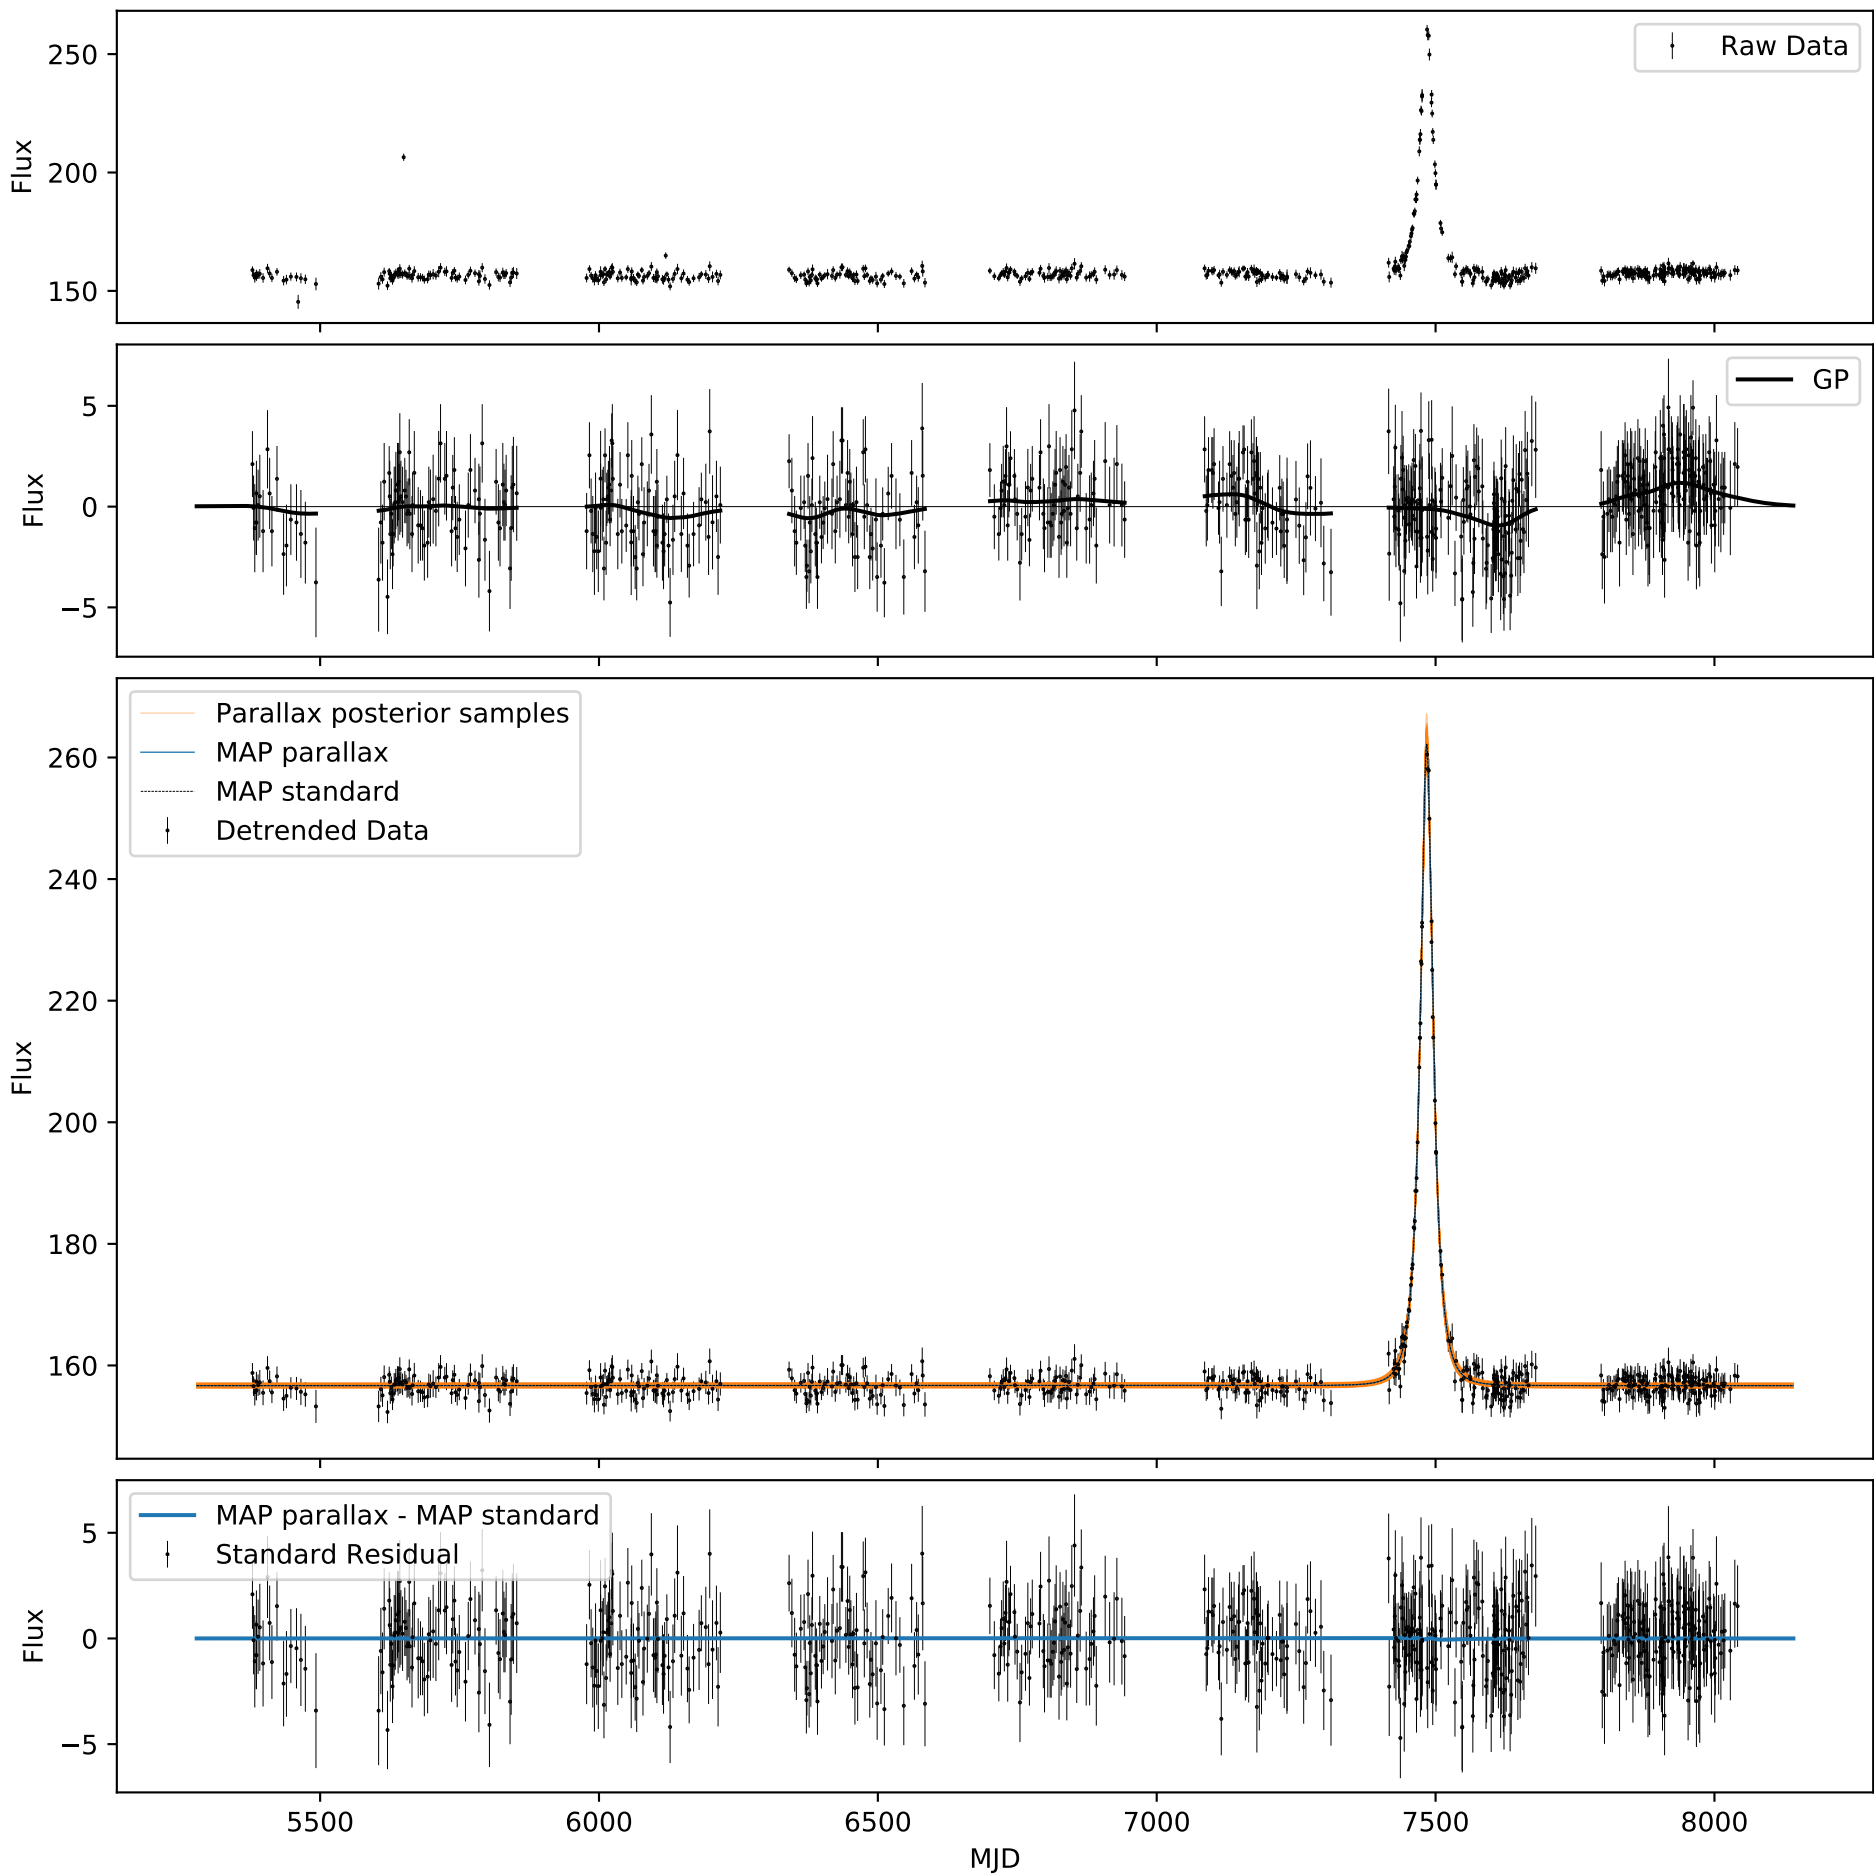 250
200
150
Flux
Raw Data
5
0
−5
Flux
GP
260
240
220
200
180
160
Flux
Parallax posterior samples
MAP parallax
MAP standard
Detrended Data
5
0
−5
Flux
MAP parallax - MAP standard
Standard Residual
5500 6000 6500 7000 7500 8000
MJD